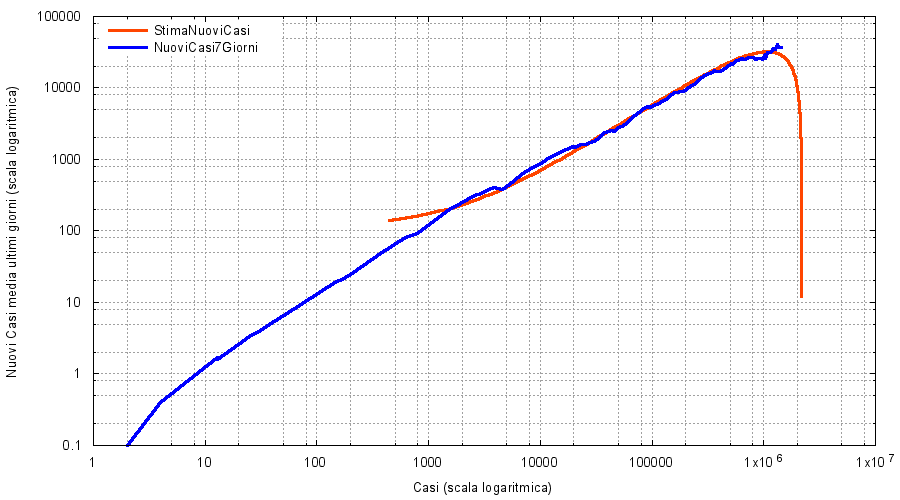 100000
10000
1000
100
10
1
0.1
StimaNuoviCasi
NuoviCasi7Giorni
Nuovi Casi media ultimi giorni (scala logaritmica)
1 10 100 1000 10000 100000 1x10^6 1x10^7
Casi (scala logaritmica)